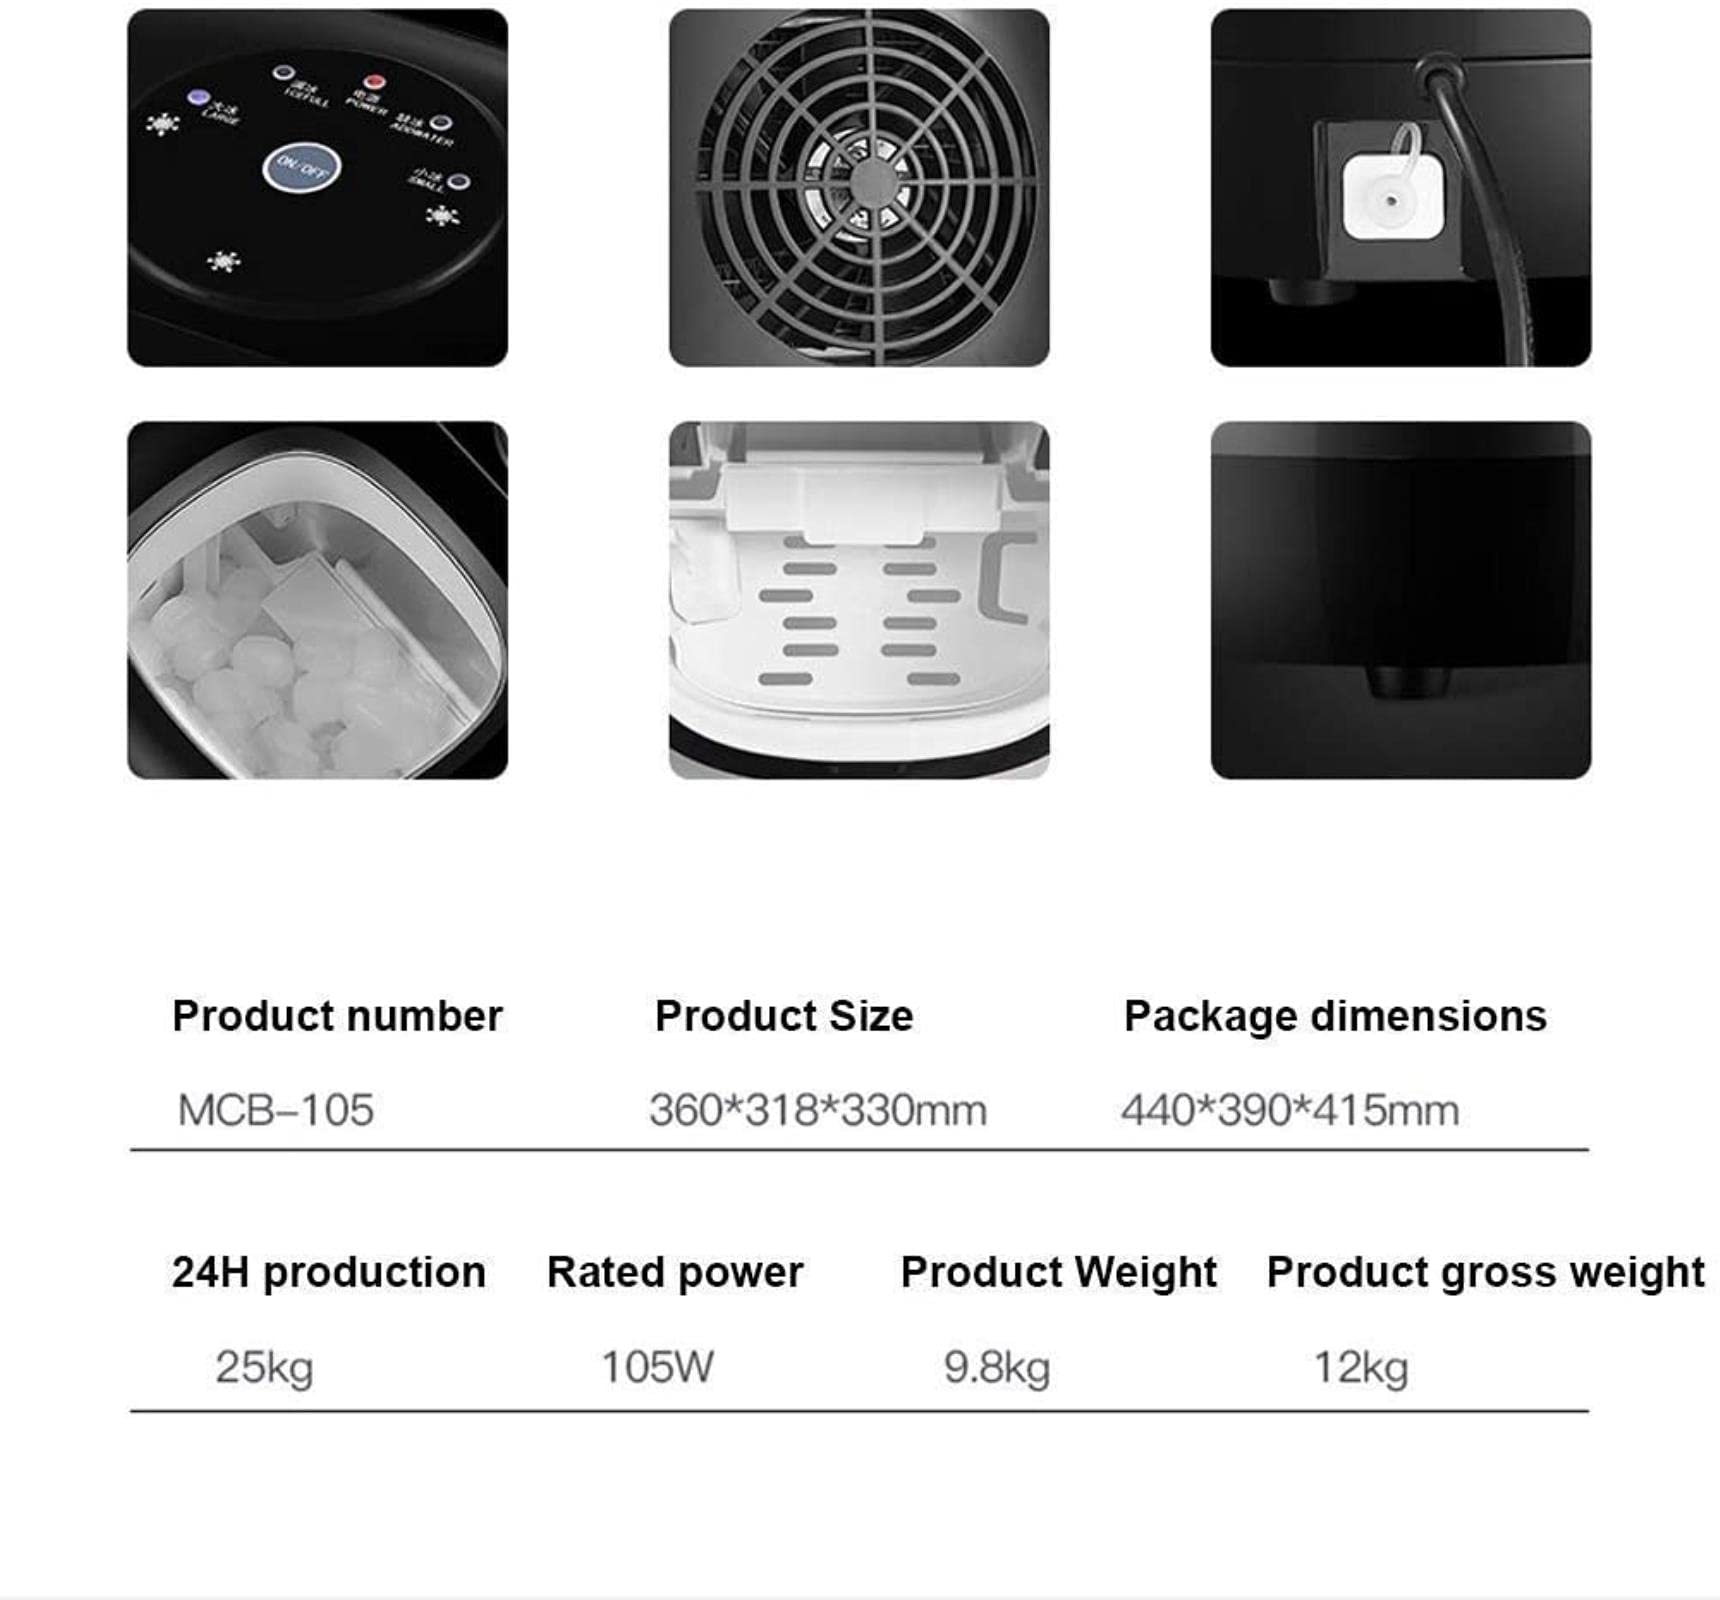 满冰
ICEFULL
电源
POWER
大冰
LARGE
ADDWATER
ON/OFF
小冰
SMALL
Product number
Product Size
Package dimensions
MCB-105
360*318*330mm
440*390*415mm
24H production
Rated power
Product Weight
Product gross weight
25kg
105W
9.8kg
12kg